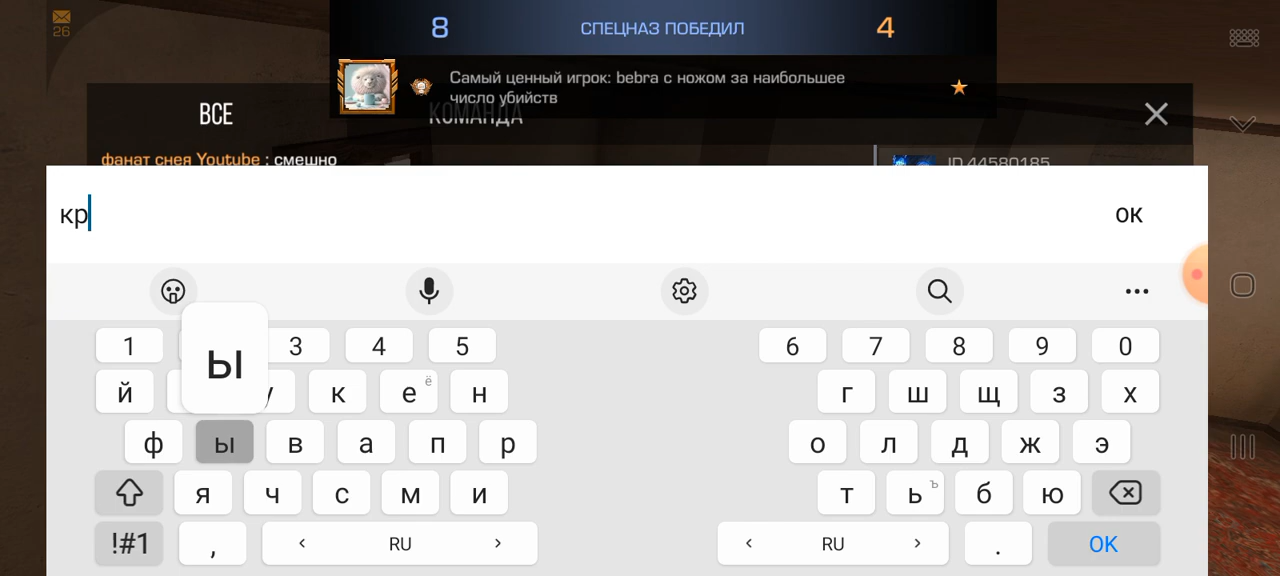 26
8 СПЕЦНАЗ ПОБЕДИЛ 4
Самый ценный игрок: bebra с ножом за наибольшее
число убийств
ВСЕ КОМАНДА
фанат снея Youtube : смешно
ID 44580185
кр
ОК
ы
1 3 4 5 6 7 8 9 0
й у к е ё н г ш щ з х
ф ы в а п р о л д ж э
я ч с м и т ь ъ б ю
!#1 , < RU > < RU > . OK